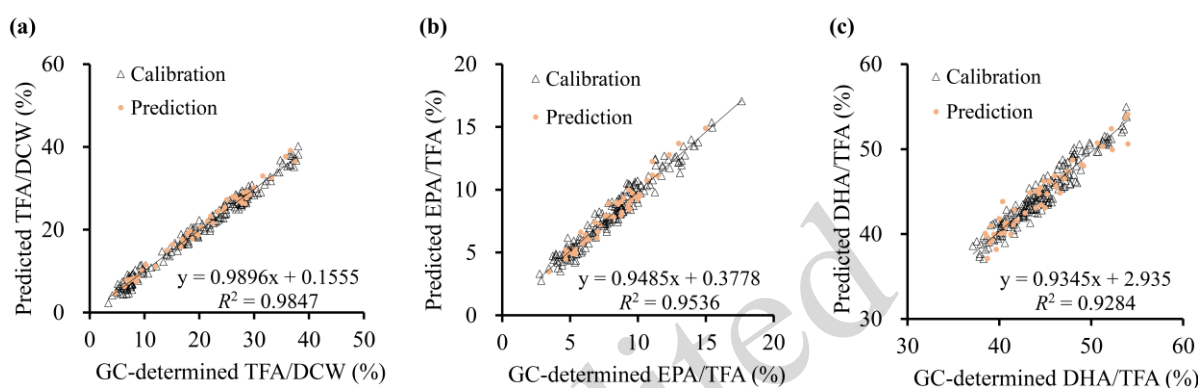 (a)
60
△ Calibration
Prediction
40
20
0
0 10 20 30 40 50
Predicted TFA/DCW (%)
y = 0.9896x + 0.1555
R² = 0.9847
GC-determined TFA/DCW (%)
(b)
20
△ Calibration
Prediction
15
10
5
0
0 5 10 15 20
Predicted EPA/TFA (%)
y = 0.9485x + 0.3778
R² = 0.9536
GC-determined EPA/TFA (%)
(c)
60
△ Calibration
Prediction
50
40
30
30 40 50 60
Predicted DHA/TFA (%)
y = 0.9345x + 2.935
R² = 0.9284
GC-determined DHA/TFA (%)